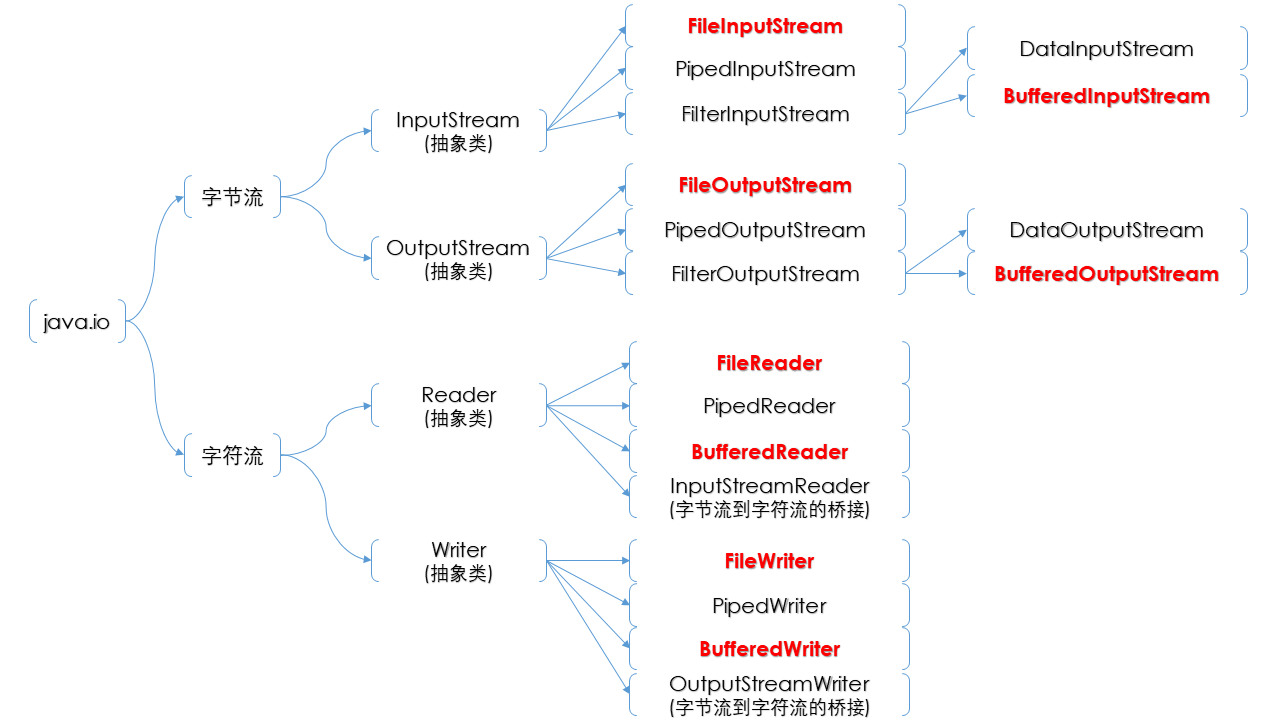 java.io
字节流
InputStream
(抽象类)
FileInputStream
PipedInputStream
FilterInputStream
DataInputStream
BufferedInputStream
OutputStream
(抽象类)
FileOutputStream
PipedOutputStream
FilterOutputStream
DataOutputStream
BufferedOutputStream
字符流
Reader
(抽象类)
FileReader
PipedReader
BufferedReader
InputStreamReader
(字节流到字符流的桥接)
Writer
(抽象类)
FileWriter
PipedWriter
BufferedWriter
OutputStreamWriter
(字节流到字符流的桥接)